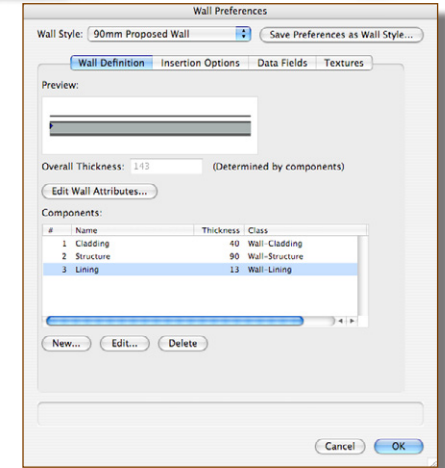 Wall Preferences
Wall Style: 90mm Proposed Wall Save Preferences as Wall Style...
Wall Definition Insertion Options Data Fields Textures
Preview:
Overall Thickness: 143 (Determined by components)
Edit Wall Attributes...
Components:
# Name Thickness Class
1 Cladding 40 Wall-Cladding
2 Structure 90 Wall-Structure
3 Lining 13 Wall-Lining
New... Edit... Delete
Cancel OK